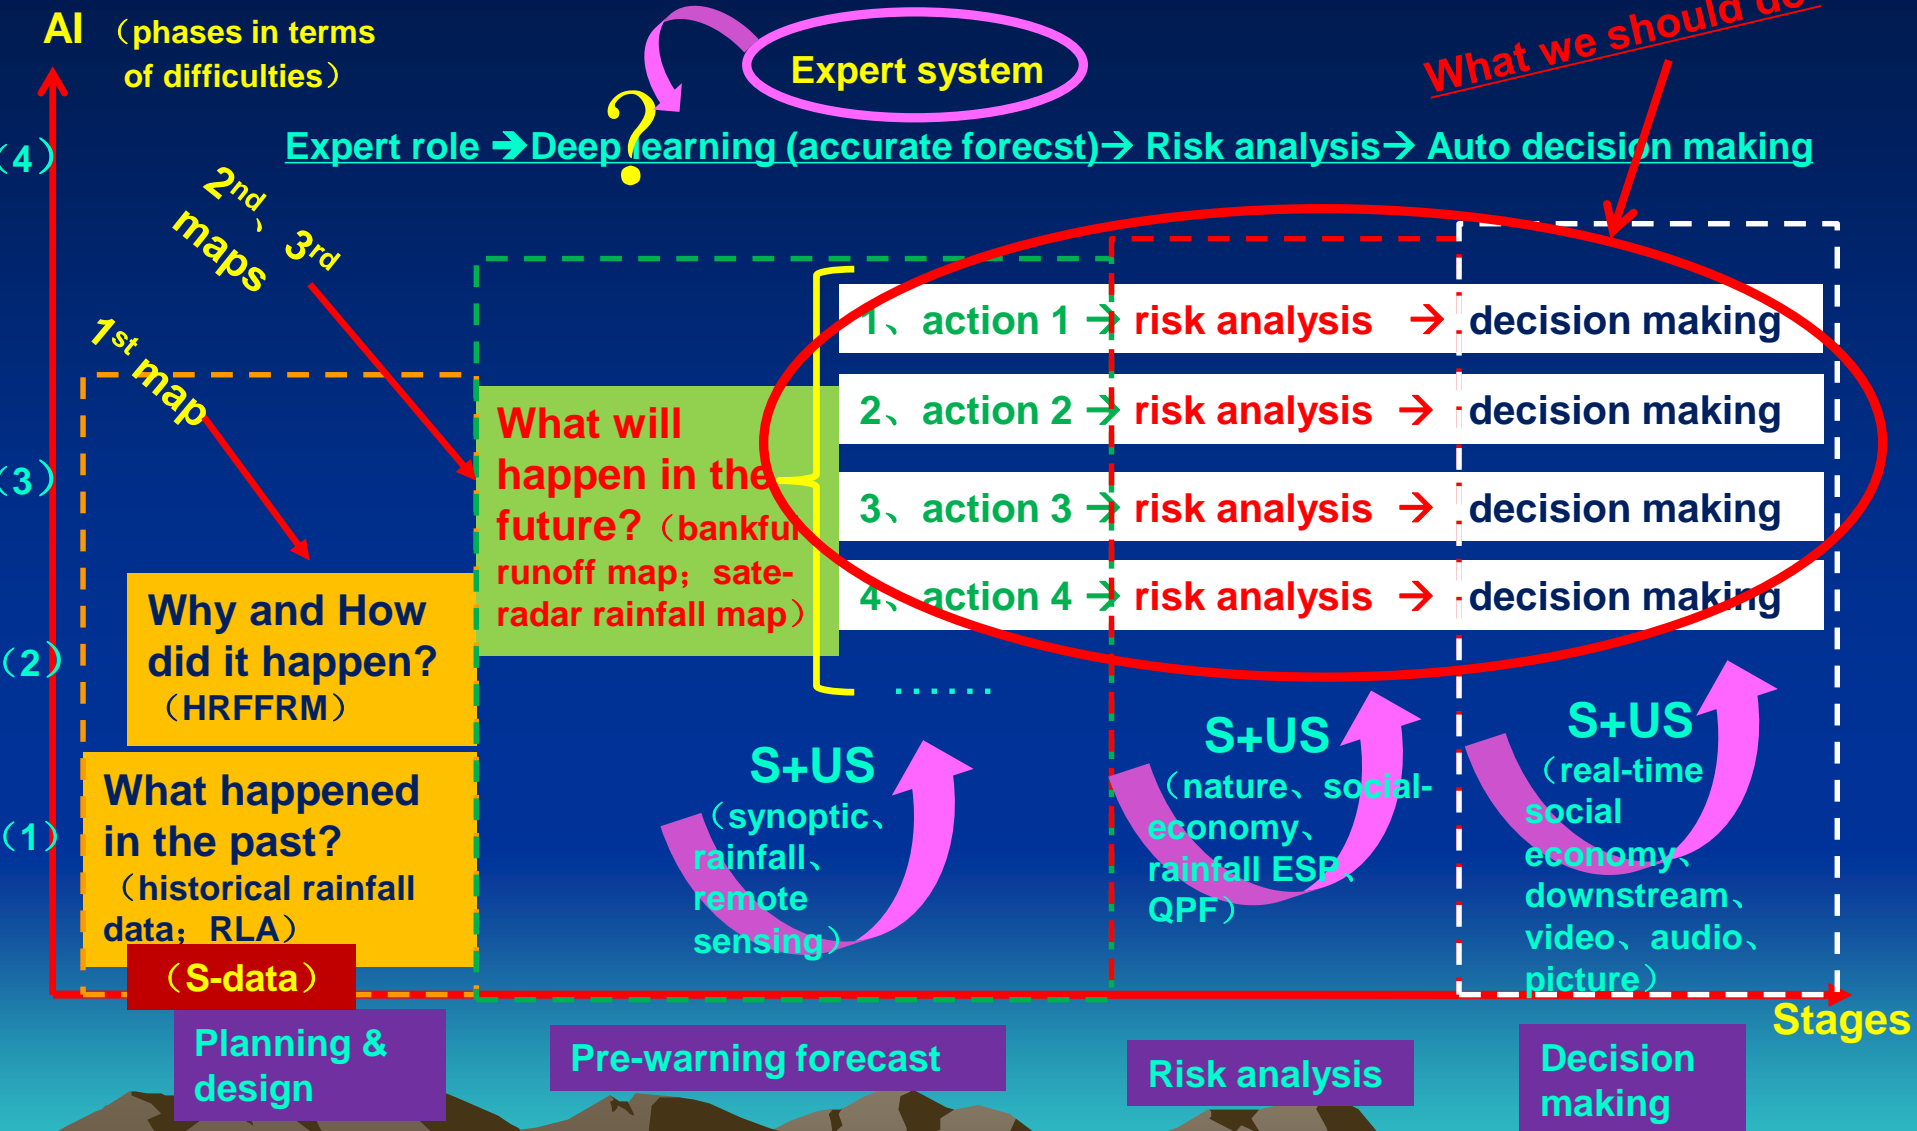 AI （phases in terms
of difficulties）
Expert system
What we should do
?
（4）
Expert role ➔Deep learning (accurate forecst)→ Risk analysis→ Auto decision making
2nd、3rd
maps
1st map
1、action 1 → risk analysis → decision making
2、action 2 → risk analysis → decision making
3、action 3 → risk analysis → decision making
4、action 4 → risk analysis → decision making
······
（3）
What will
happen in the
future?（bankfull
runoff map；sate-
radar rainfall map）
（2）
Why and How
did it happen?
（HRFFRM）
（1）
What happened
in the past?
（historical rainfall
data；RLA）
（S-data）
S+US
（synoptic、
rainfall、
remote
sensing）
S+US
（nature、social-
economy、
rainfall ESP、
QPF）
S+US
（real-time
social
economy、
downstream、
video、audio、
picture）
Stages
Planning &
design
Pre-warning forecast
Risk analysis
Decision
making